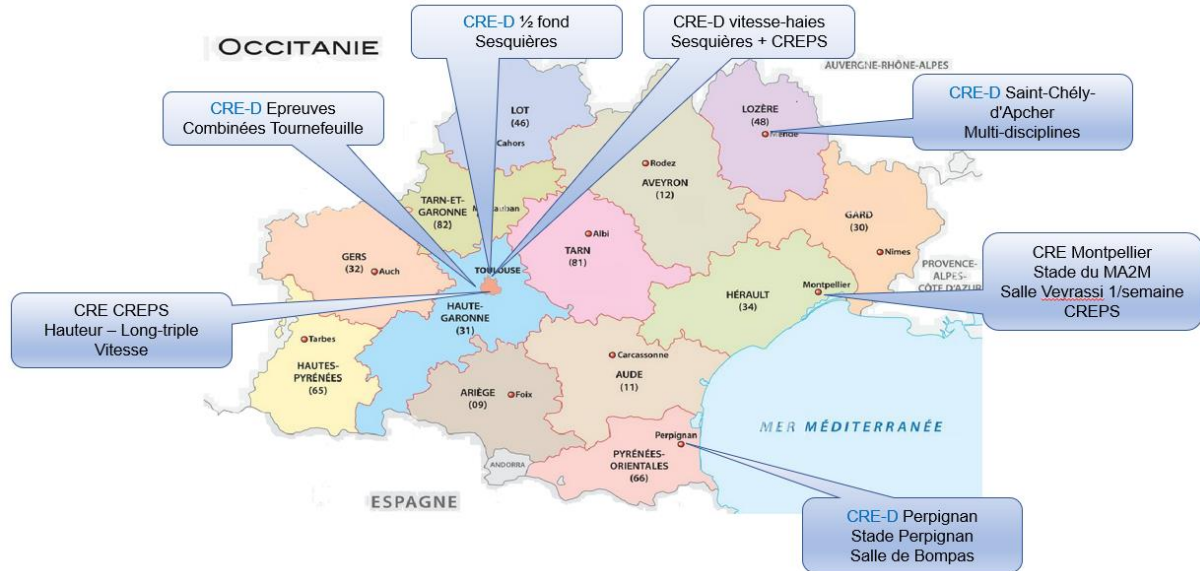 OCCITANIE
CRE-D ½ fond
Sesquières
CRE-D vitesse-haies
Sesquières + CREPS
AUVERGNE-RHÔNE-ALPES
CRE-D Epreuves
Combinées Tournefeuille
CRE-D Saint-Chély-
d'Apcher
Multi-disciplines
LOT
(46)
Cahors
LOZÈRE
(48)
Mende
Rodez
AVEYRON
(12)
TARN-ET-
GARONNE
(82)
GARD
(30)
Nîmes
Albi
TARN
(81)
GERS
(32)
Auch
TOULOUSE
PROVENCE-
ALPES-
CÔTE D'AZUR
CRE Montpellier
Stade du MA2M
Salle Veyrassi 1/semaine
CREPS
Montpellier
HÉRAULT
(34)
HAUTE-
GARONNE
(31)
CRE CREPS
Hauteur – Long-triple
Vitesse
Tarbes
HAUTES-
PYRÉNÉES
(65)
Carcassonne
AUDE
(11)
ARIÈGE
(09)
Foix
MER MÉDITERRANÉE
Perpignan
PYRÉNÉES-
ORIENTALES
(66)
ANDORRA
ESPAGNE
CRE-D Perpignan
Stade Perpignan
Salle de Bompas